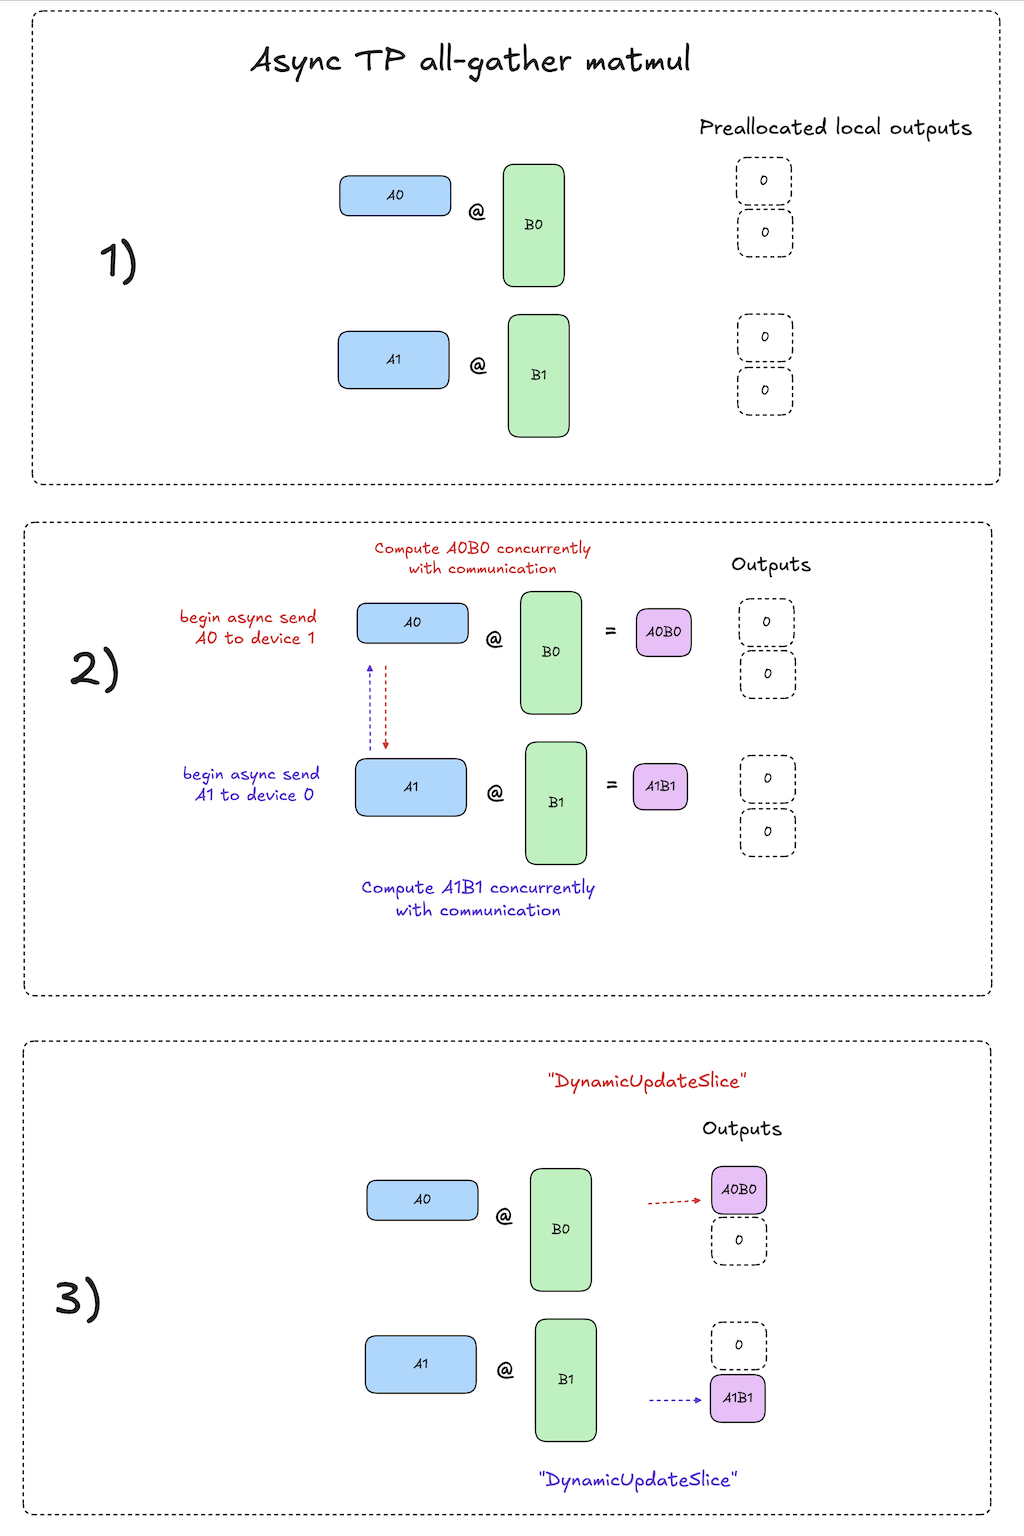 Async TP all-gather matmul
Preallocated local outputs
1)
A0
@
B0
0
0
A1
@
B1
0
0
2)
Compute A0B0 concurrently
with communication
Outputs
begin async send
A0 to device 1
A0
@
B0
=
A0B0
0
0
begin async send
A1 to device 0
A1
@
B1
=
A1B1
0
0
Compute A1B1 concurrently
with communication
3)
"DynamicUpdateSlice"
Outputs
A0
@
B0
A0B0
0
A1
@
B1
0
A1B1
"DynamicUpdateSlice"